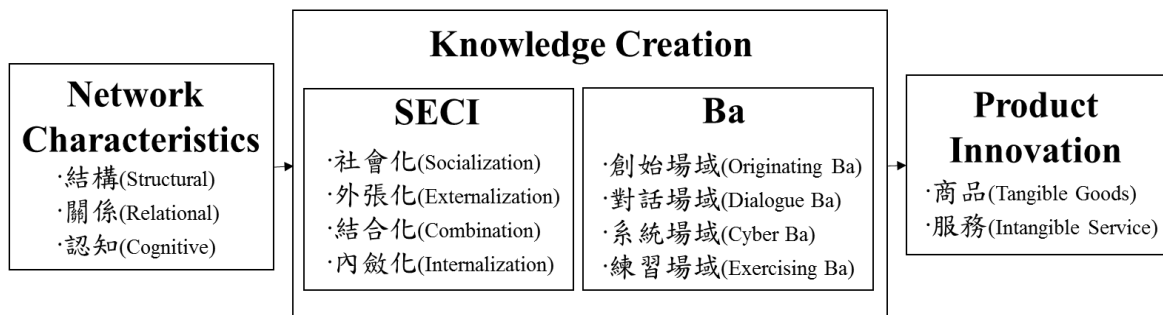 Network
Characteristics
·結構(Structural)
·關係(Relational)
·認知(Cognitive)
Knowledge Creation
SECI
·社會化(Socialization)
·外張化(Externalization)
·結合化(Combination)
·內斂化(Internalization)
Ba
·創始場域(Originating Ba)
·對話場域(Dialogue Ba)
·系統場域(Cyber Ba)
·練習場域(Exercising Ba)
Product
Innovation
·商品(Tangible Goods)
·服務(Intangible Service)